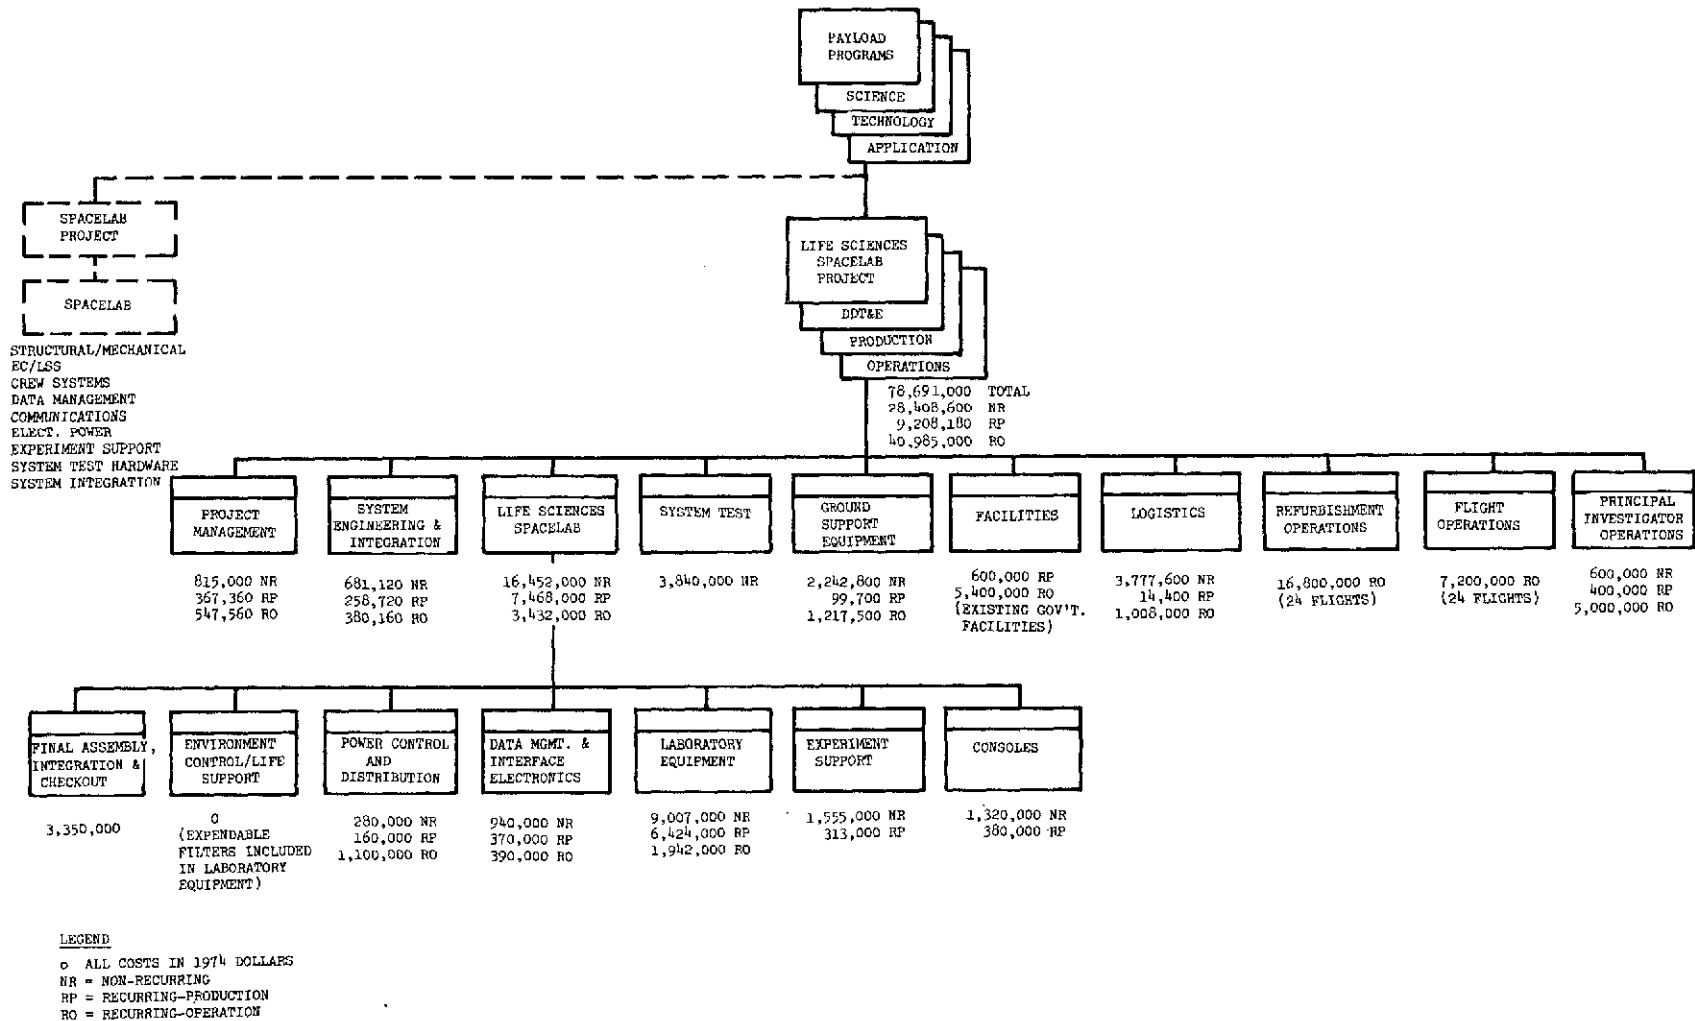 PAYLOAD
PROGRAMS
SCIENCE
TECHNOLOGY
APPLICATION
SPACELAB
PROJECT
SPACELAB
STRUCTURAL/MECHANICAL
EC/LSS
CREW SYSTEMS
DATA MANAGEMENT
COMMUNICATIONS
ELECT. POWER
EXPERIMENT SUPPORT
SYSTEM TEST HARDWARE
SYSTEM INTEGRATION
LIFE SCIENCES
SPACELAB
PROJECT
DDT&E
PRODUCTION
OPERATIONS
78,691,000 TOTAL
28,408,600 NR
9,208,180 RP
40,985,000 RO
PROJECT
MANAGEMENT
815,000 NR
367,360 RP
547,560 RO
SYSTEM
ENGINEERING &
INTEGRATION
681,120 NR
258,720 RP
380,160 RO
LIFE SCIENCES
SPACELAB
16,452,000 NR
7,468,000 RP
3,432,000 RO
SYSTEM TEST
3,840,000 NR
GROUND
SUPPORT
EQUIPMENT
2,242,800 NR
99,700 RP
1,217,500 RO
FACILITIES
600,000 RP
5,400,000 RO
(EXISTING GOV'T.
FACILITIES)
LOGISTICS
3,777,600 NR
14,400 RP
1,008,000 RO
REFURBISHMENT
OPERATIONS
16,800,000 RO
(24 FLIGHTS)
FLIGHT
OPERATIONS
7,200,000 RO
(24 FLIGHTS)
PRINCIPAL
INVESTIGATOR
OPERATIONS
600,000 NR
400,000 RP
5,000,000 RO
FINAL ASSEMBLY,
INTEGRATION &
CHECKOUT
3,350,000
ENVIRONMENT
CONTROL/LIFE
SUPPORT
0
(EXPENDABLE
FILTERS INCLUDED
IN LABORATORY
EQUIPMENT)
POWER CONTROL
AND
DISTRIBUTION
280,000 NR
160,000 RP
1,100,000 RO
DATA MGMT. &
INTERFACE
ELECTRONICS
940,000 NR
370,000 RP
390,000 RO
LABORATORY
EQUIPMENT
9,007,000 NR
6,424,000 RP
1,942,000 RO
EXPERIMENT
SUPPORT
1,555,000 NR
313,000 RP
CONSOLES
1,320,000 NR
380,000 RP
LEGEND
o ALL COSTS IN 1974 DOLLARS
NR = NON-RECURRING
RP = RECURRING-PRODUCTION
RO = RECURRING-OPERATION